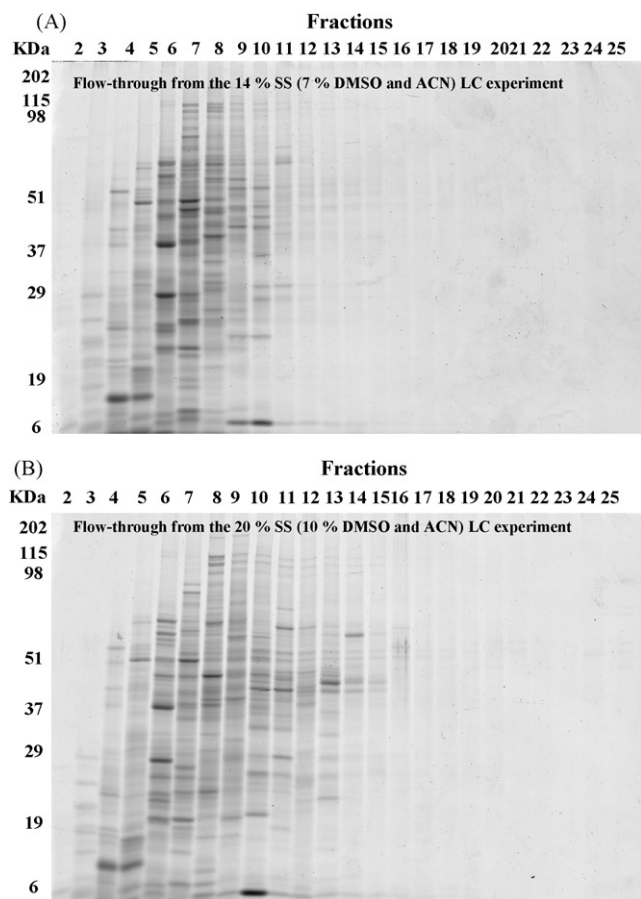 (A) Fractions
KDa 2 3 4 5 6 7 8 9 10 11 12 13 14 15 16 17 18 19 2021 22 23 24 25
202
Flow-through from the 14 % SS (7 % DMSO and ACN) LC experiment
115
98
51
37
29
19
6
(B) Fractions
KDa 2 3 4 5 6 7 8 9 10 11 12 13 14 15 16 17 18 19 20 21 22 23 24 25
202
Flow-through from the 20 % SS (10 % DMSO and ACN) LC experiment
115
98
51
37
29
19
6